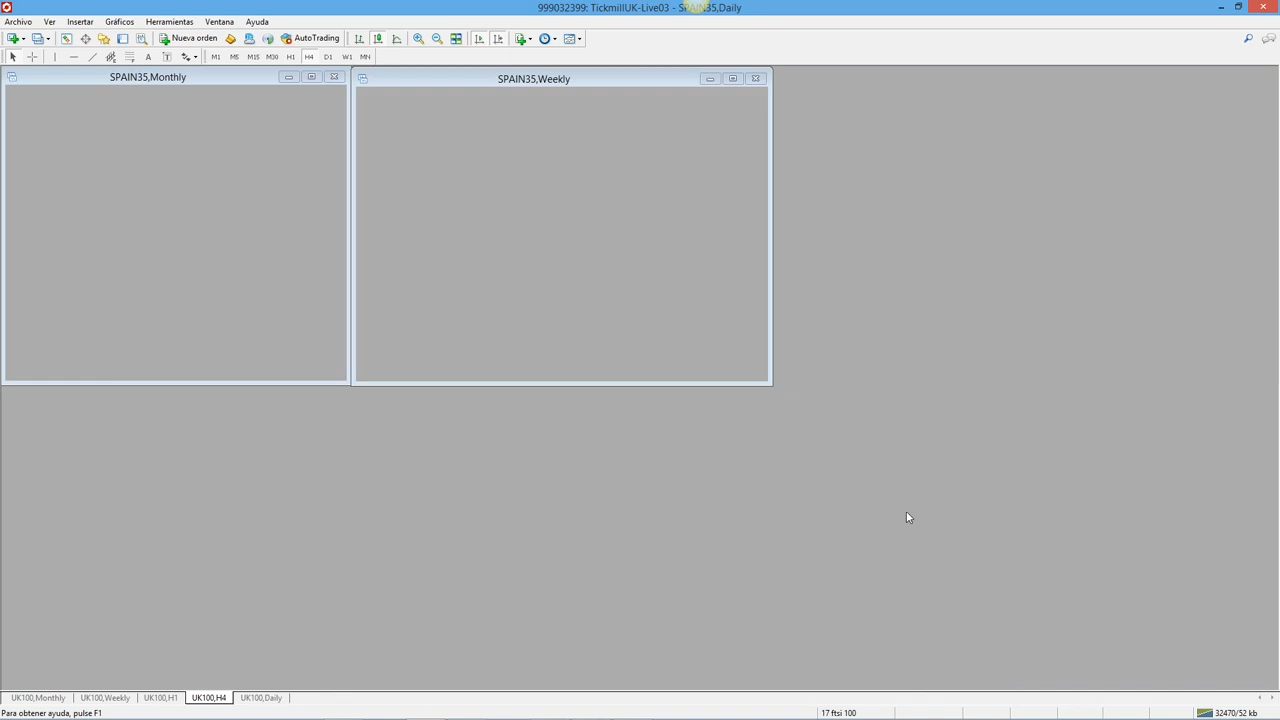 999032399: TickmillUK-Live03 - SPAIN35,Daily
Archivo Ver Insertar Gráficos Herramientas Ventana Ayuda
Nueva orden AutoTrading
A T M1 M5 M15 M30 H1 H4 D1 W1 MN
SPAIN35,Monthly
SPAIN35,Weekly
UK100,Monthly UK100,Weekly UK100,H1 UK100,H4 UK100,Daily
Para obtener ayuda, pulse F1
17 ftsi 100
32470/52 kb